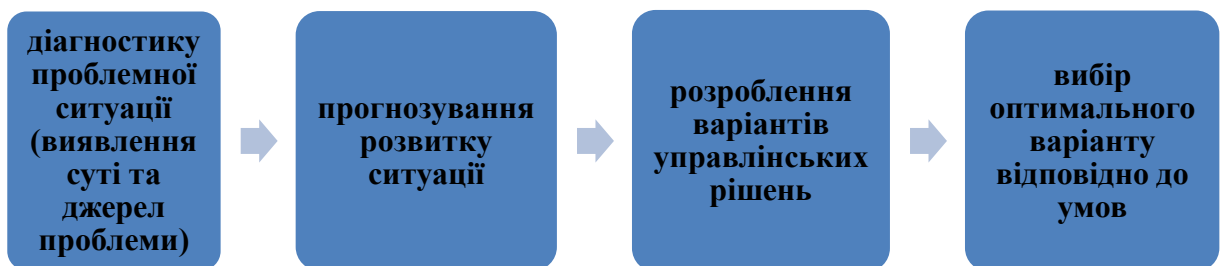 діагностику
проблемної
ситуації
(виявлення
суті та
джерел
проблеми)
прогнозування
розвитку
ситуації
розроблення
варіантів
управлінських
рішень
вибір
оптимального
варіанту
відповідно до
умов